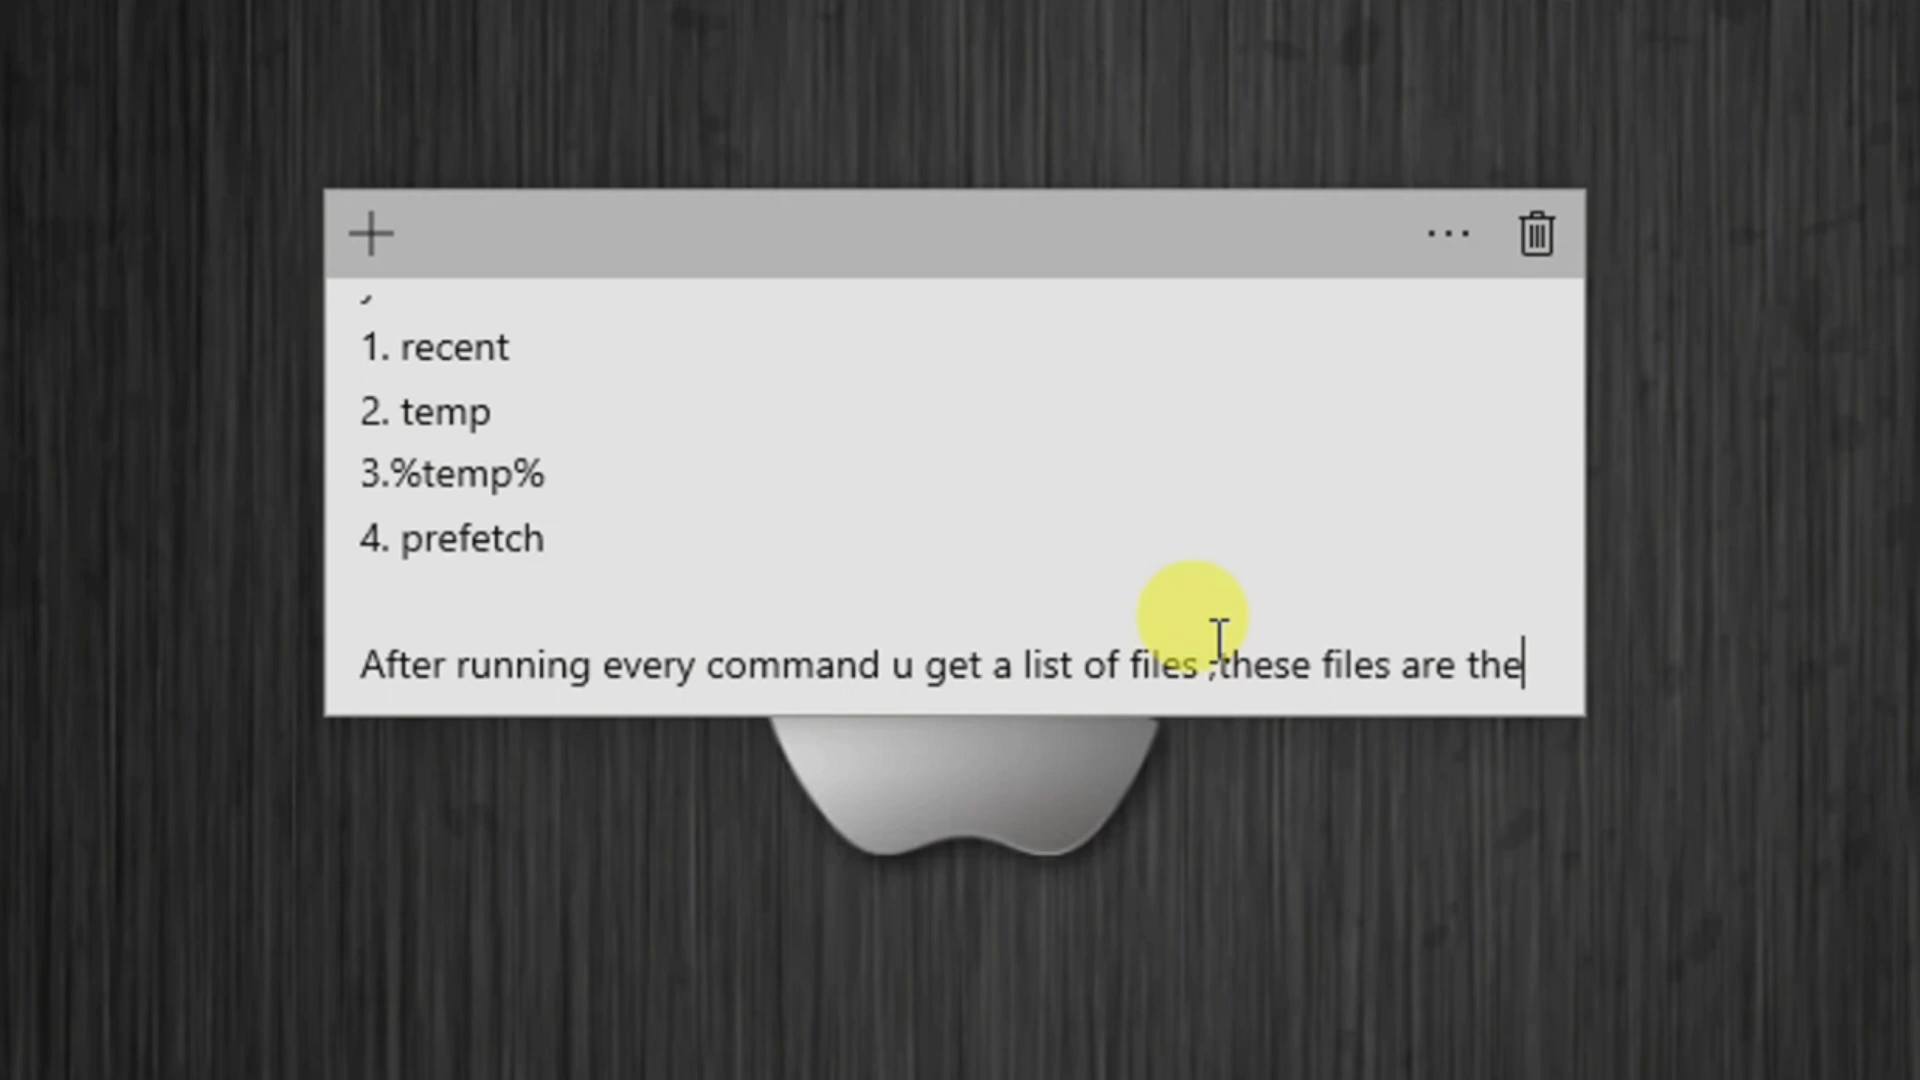 1. recent
2. temp
3.%temp%
4. prefetch
After running every command u get a list of files ,these files are the